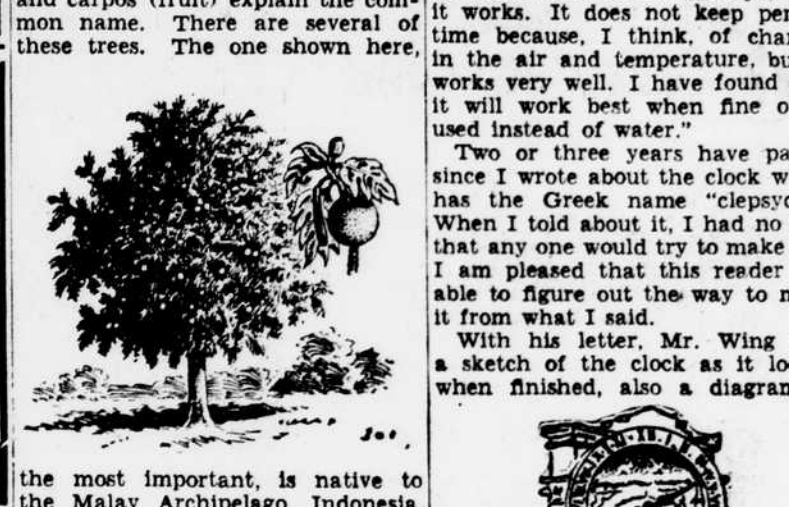 and carpos (fruit) explain the com-
mon name. There are several of
these trees. The one shown here,
the most important, is native to
the Malay Archipelago, Indonesia
it works. It does not keep per
time because, I think, of chan
in the air and temperature, bu
works very well. I have found
it will work best when fine o
used instead of water."
Two or three years have pa
since I wrote about the clock w
has the Greek name "clepsyd
When I told about it, I had no
that any one would try to make
I am pleased that this reader
able to figure out the way to m
it from what I said.
With his letter, Mr. Wing
a sketch of the clock as it loo
when finished, also a diagram